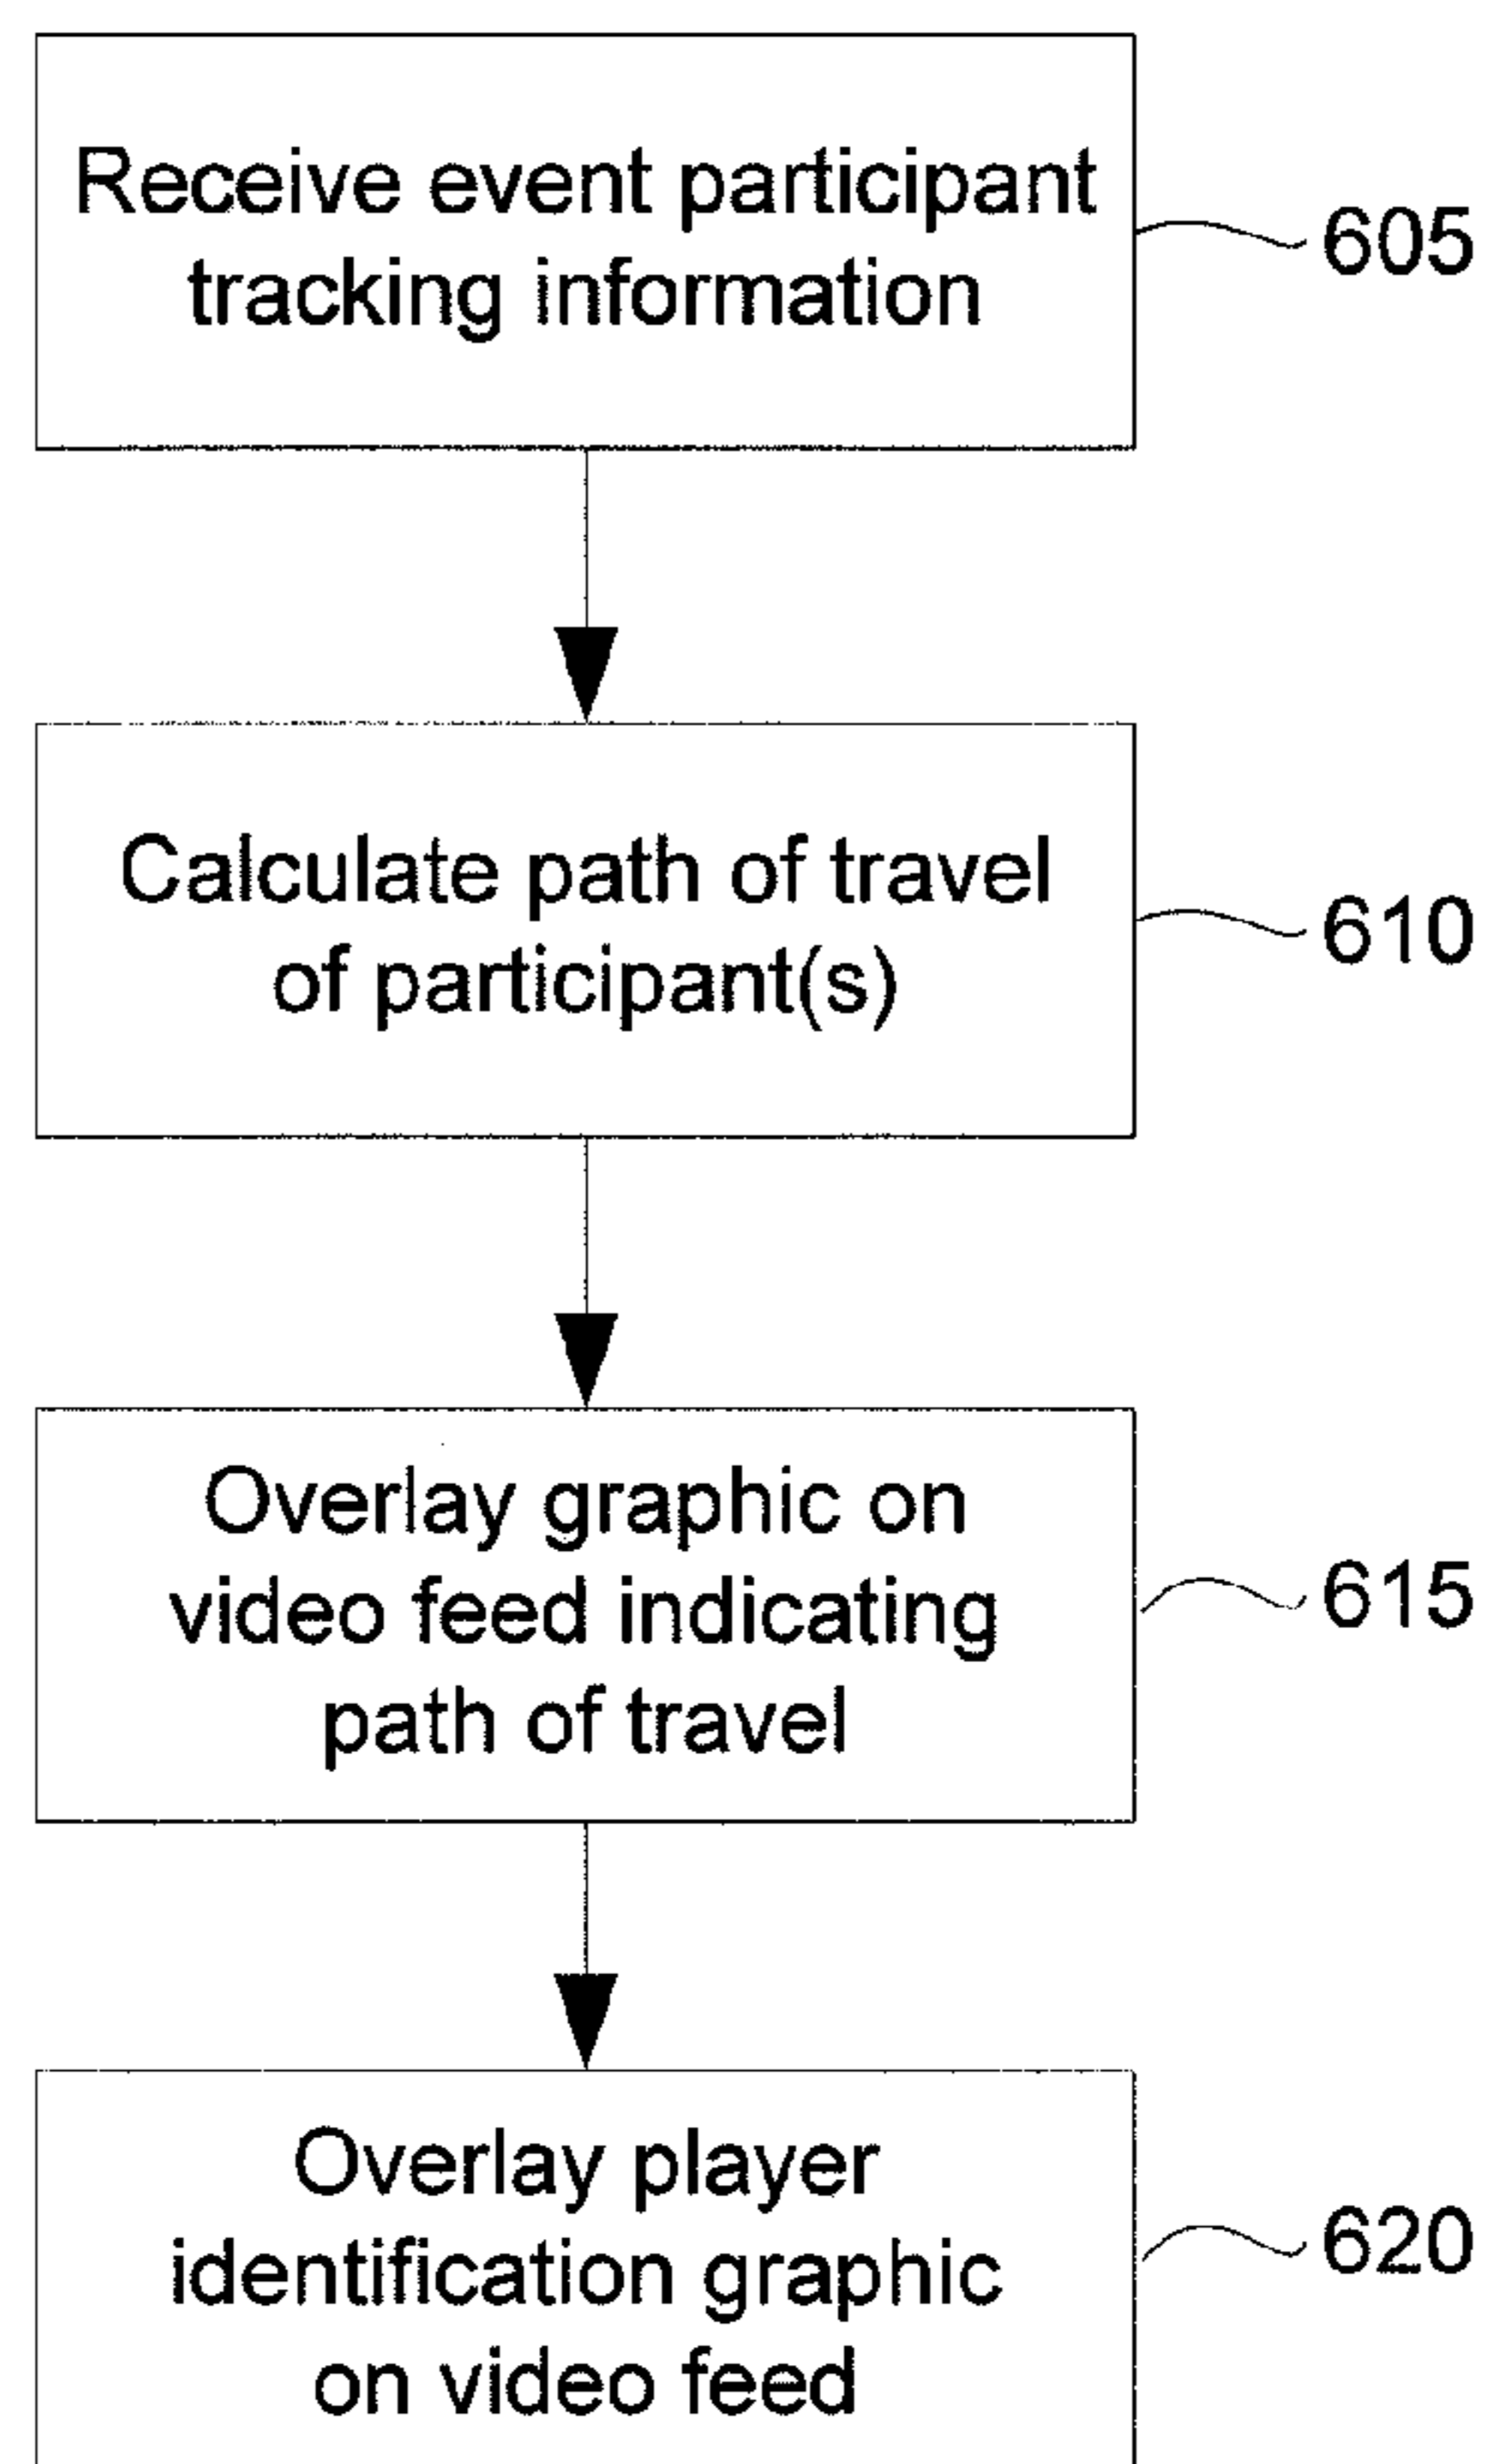 Receive event participant
tracking information
605
Calculate path of travel
of participant(s)
610
Overlay graphic on
video feed indicating
path of travel
615
Overlay player
identification graphic
on video feed
620